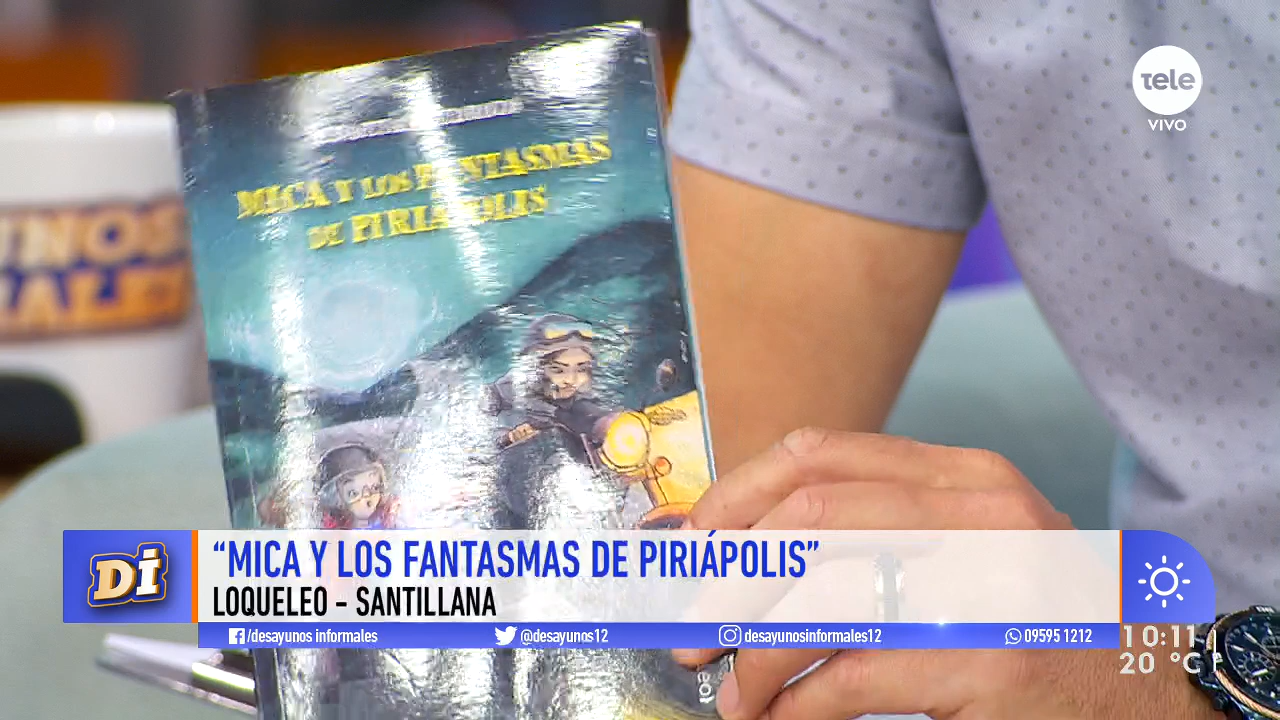 tele
VIVO
MICA Y LOS FANTASMAS
DE PIRIÁPOLIS
UNOS
Di
“MICA Y LOS FANTASMAS DE PIRIÁPOLIS”
LOQUELEO – SANTILLANA
/desayunos informales @desayunos12 desayunosinformales12 09595 1212
10:11
20 °C